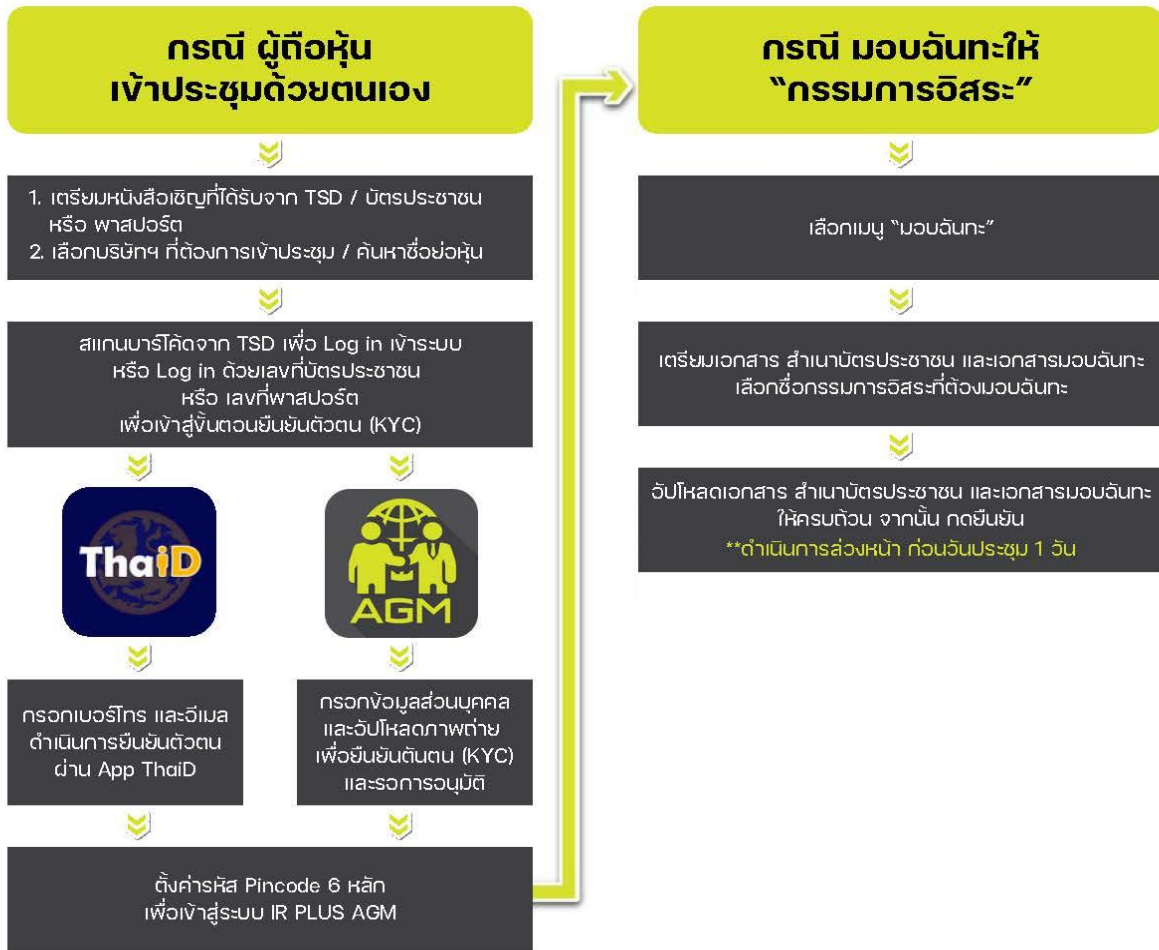 กรณี ผู้ถือหุ้น
เข้าประชุมด้วยตนเอง
1. เตรียมหนังสือเชิญที่ได้รับจาก TSD / บัตรประชาชน
หรือ พาสปอร์ต
2. เลือกบริษัทฯ ที่ต้องการเข้าประชุม / ค้นหาชื่อย่อหุ้น
สแกนบาร์โค้ดจาก TSD เพื่อ Log in เข้าระบบ
หรือ Log in ด้วยเลขที่บัตรประชาชน
หรือ เลขที่พาสปอร์ต
เพื่อเข้าสู่ขั้นตอนยืนยันตัวตน (KYC)
ThaiD
กรอกเบอร์โทร และอีเมล
ดำเนินการยืนยันตัวตน
ผ่าน App ThaiD
AGM
กรอกข้อมูลส่วนบุคคล
และอัปโหลดภาพถ่าย
เพื่อยืนยันตันตน (KYC)
และรอการอนุมัติ
ตั้งค่ารหัส Pincode 6 หลัก
เพื่อเข้าสู่ระบบ IR PLUS AGM
กรณี มอบฉันทะให้
“กรรมการอิสระ”
เลือกเมนู “มอบฉันทะ”
เตรียมเอกสาร สำเนาบัตรประชาชน และเอกสารมอบฉันทะ
เลือกชื่อกรรมการอิสระที่ต้องมอบฉันทะ
อัปโหลดเอกสาร สำเนาบัตรประชาชน และเอกสารมอบฉันทะ
ให้ครบถ้วน จากนั้น กดยืนยัน
**ดำเนินการล่วงหน้า ก่อนวันประชุม 1 วัน